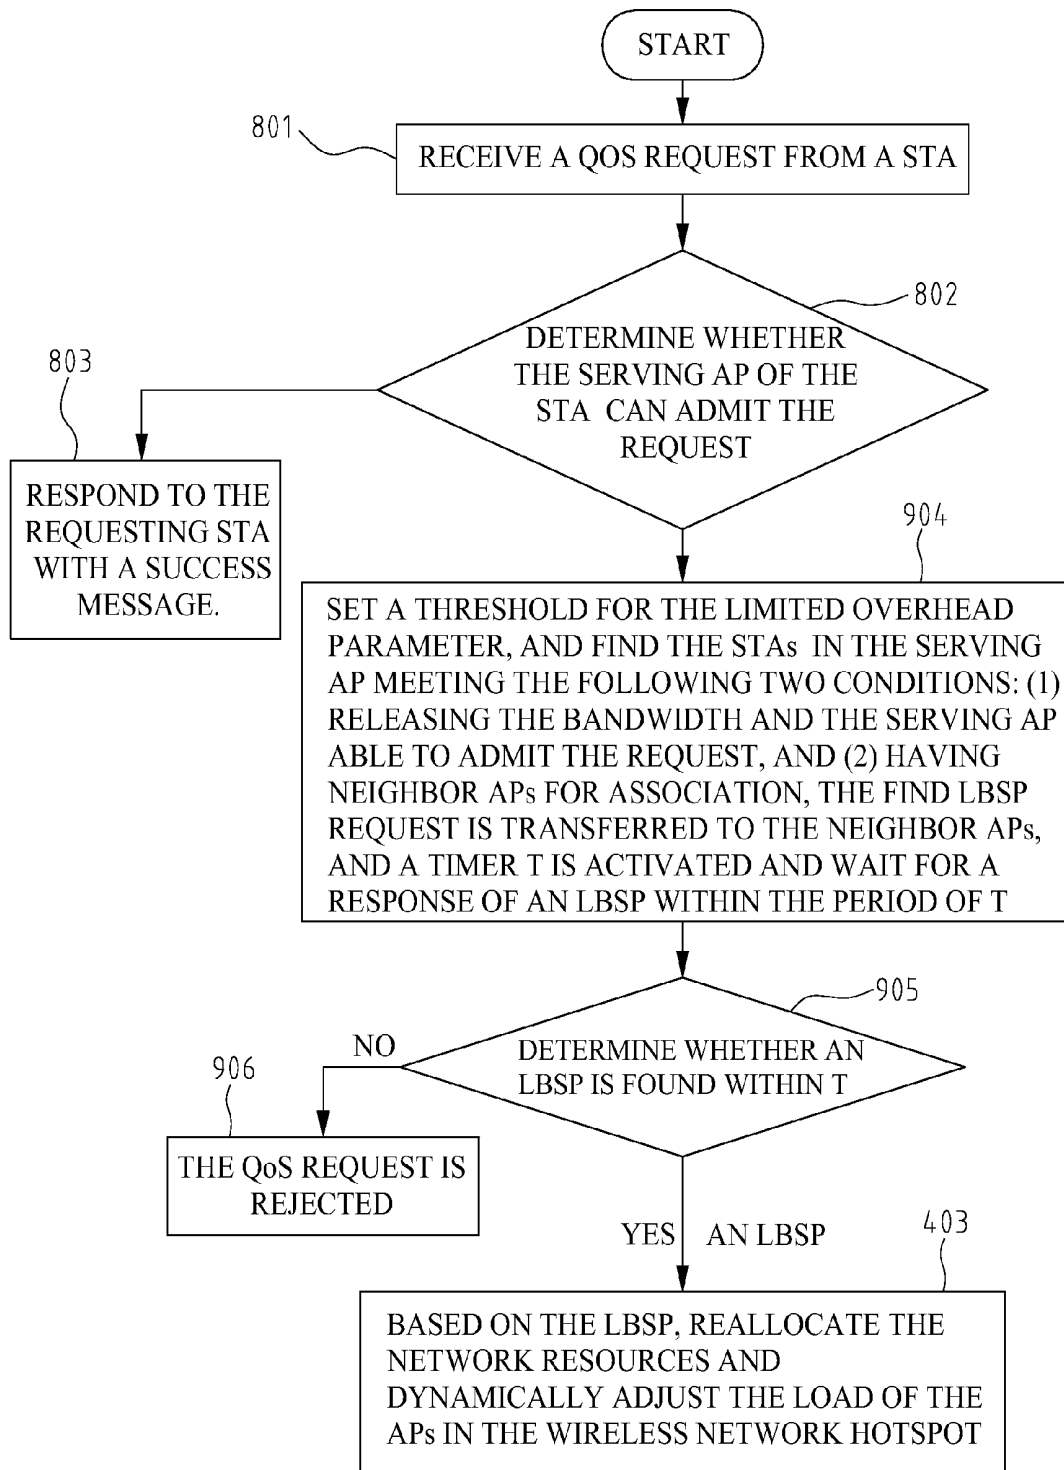 START
801
RECEIVE A QOS REQUEST FROM A STA
802
DETERMINE WHETHER
THE SERVING AP OF THE
STA CAN ADMIT THE
REQUEST
803
RESPOND TO THE
REQUESTING STA
WITH A SUCCESS
MESSAGE.
904
SET A THRESHOLD FOR THE LIMITED OVERHEAD
PARAMETER, AND FIND THE STAs IN THE SERVING
AP MEETING THE FOLLOWING TWO CONDITIONS: (1)
RELEASING THE BANDWIDTH AND THE SERVING AP
ABLE TO ADMIT THE REQUEST, AND (2) HAVING
NEIGHBOR APs FOR ASSOCIATION, THE FIND LBSP
REQUEST IS TRANSFERRED TO THE NEIGHBOR APs,
AND A TIMER T IS ACTIVATED AND WAIT FOR A
RESPONSE OF AN LBSP WITHIN THE PERIOD OF T
905
DETERMINE WHETHER AN
LBSP IS FOUND WITHIN T
NO
906
THE QoS REQUEST IS
REJECTED
YES AN LBSP
403
BASED ON THE LBSP, REALLOCATE THE
NETWORK RESOURCES AND
DYNAMICALLY ADJUST THE LOAD OF THE
APs IN THE WIRELESS NETWORK HOTSPOT